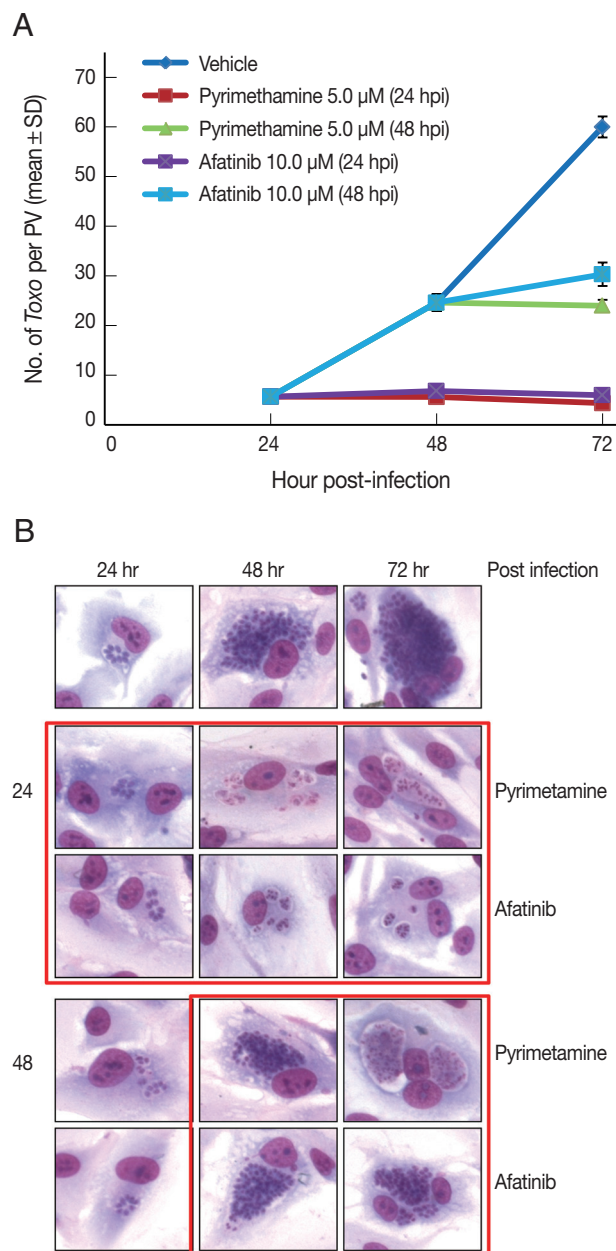 A
No. of Toxo per PV (mean ± SD)
70
60
50
40
30
20
10
0
Vehicle
Pyrimethamine 5.0 μM (24 hpi)
Pyrimethamine 5.0 μM (48 hpi)
Afatinib 10.0 μM (24 hpi)
Afatinib 10.0 μM (48 hpi)
0 24 48 72
Hour post-infection
B
24 hr 48 hr 72 hr Post infection
24
Pyrimetamine
Afatinib
48
Pyrimetamine
Afatinib